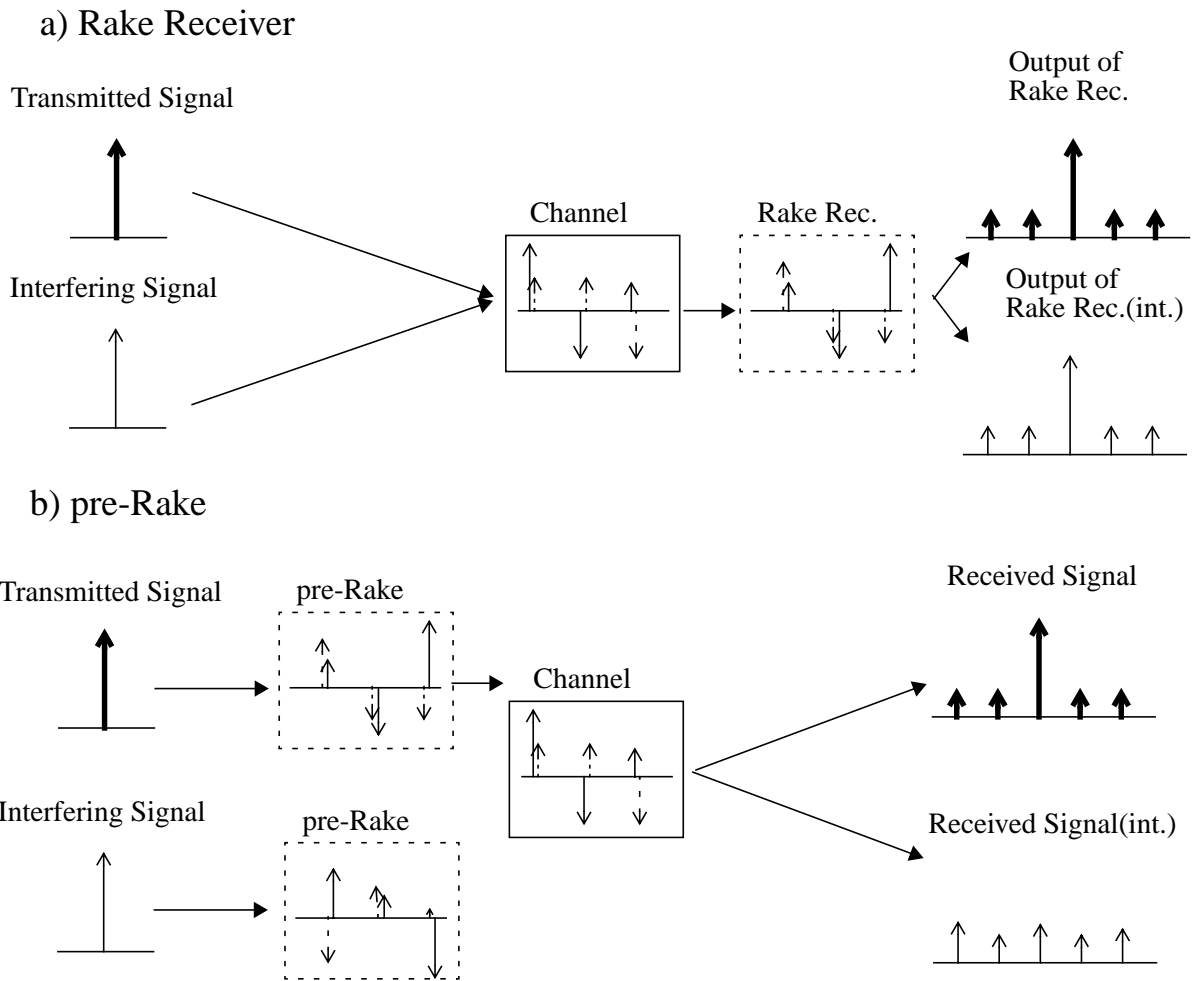 a) Rake Receiver
Transmitted Signal
Interfering Signal
Channel
Rake Rec.
Output of
Rake Rec.
Output of
Rake Rec.(int.)
b) pre-Rake
Transmitted Signal
pre-Rake
Channel
Received Signal
Interfering Signal
pre-Rake
Received Signal(int.)